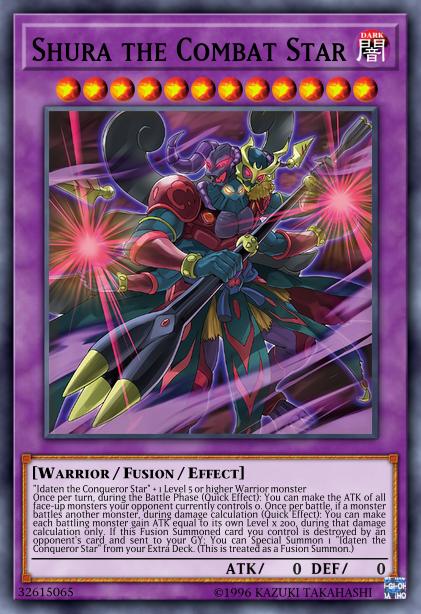 SHURA THE COMBAT STAR
DARK
闇
[WARRIOR / FUSION / EFFECT]
"Idaten the Conqueror Star" + 1 Level 5 or higher Warrior monster
Once per turn, during the Battle Phase (Quick Effect): You can make the ATK of all
face-up monsters your opponent currently controls 0. Once per battle, if a monster
battles another monster, during damage calculation (Quick Effect): You can make
each battling monster gain ATK equal to its own Level x 200, during that damage
calculation only. If this Fusion Summoned card you control is destroyed by an
opponent's card and sent to your GY: You can Special Summon 1 "Idaten the
Conqueror Star" from your Extra Deck. (This is treated as a Fusion Summon.)
ATK/ 0 DEF/ 0
32615065 ©1996 KAZUKI TAKAHASHI